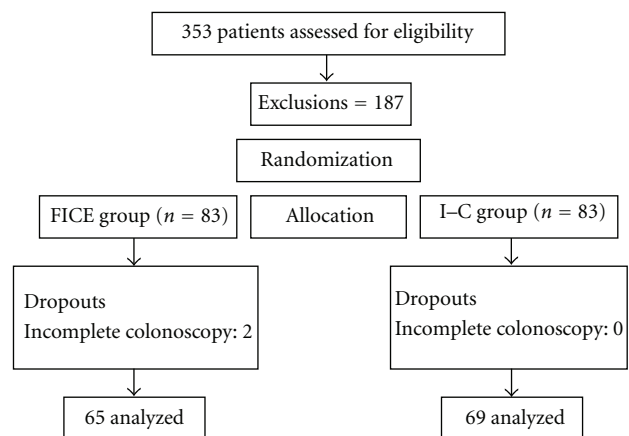 353 patients assessed for eligibility
Exclusions = 187
Randomization
FICE group (n = 83)
Allocation
I–C group (n = 83)
Dropouts
Incomplete colonoscopy: 2
Dropouts
Incomplete colonoscopy: 0
65 analyzed
69 analyzed